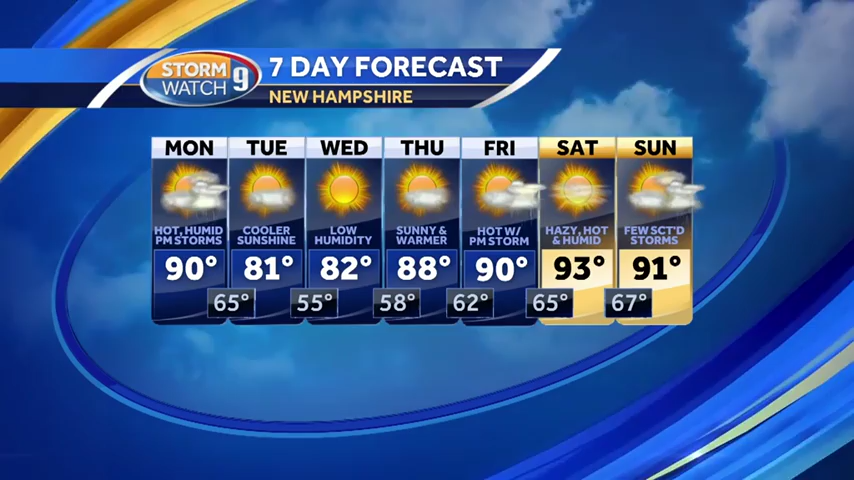 STORM
WATCH 9
7 DAY FORECAST
NEW HAMPSHIRE
MON TUE WED THU FRI SAT SUN
HOT, HUMID COOLER LOW SUNNY & HOT W/ HAZY, HOT FEW SCT'D
PM STORMS SUNSHINE HUMIDITY WARMER PM STORM & HUMID STORMS
90° 81° 82° 88° 90° 93° 91°
65° 55° 58° 62° 65° 67°